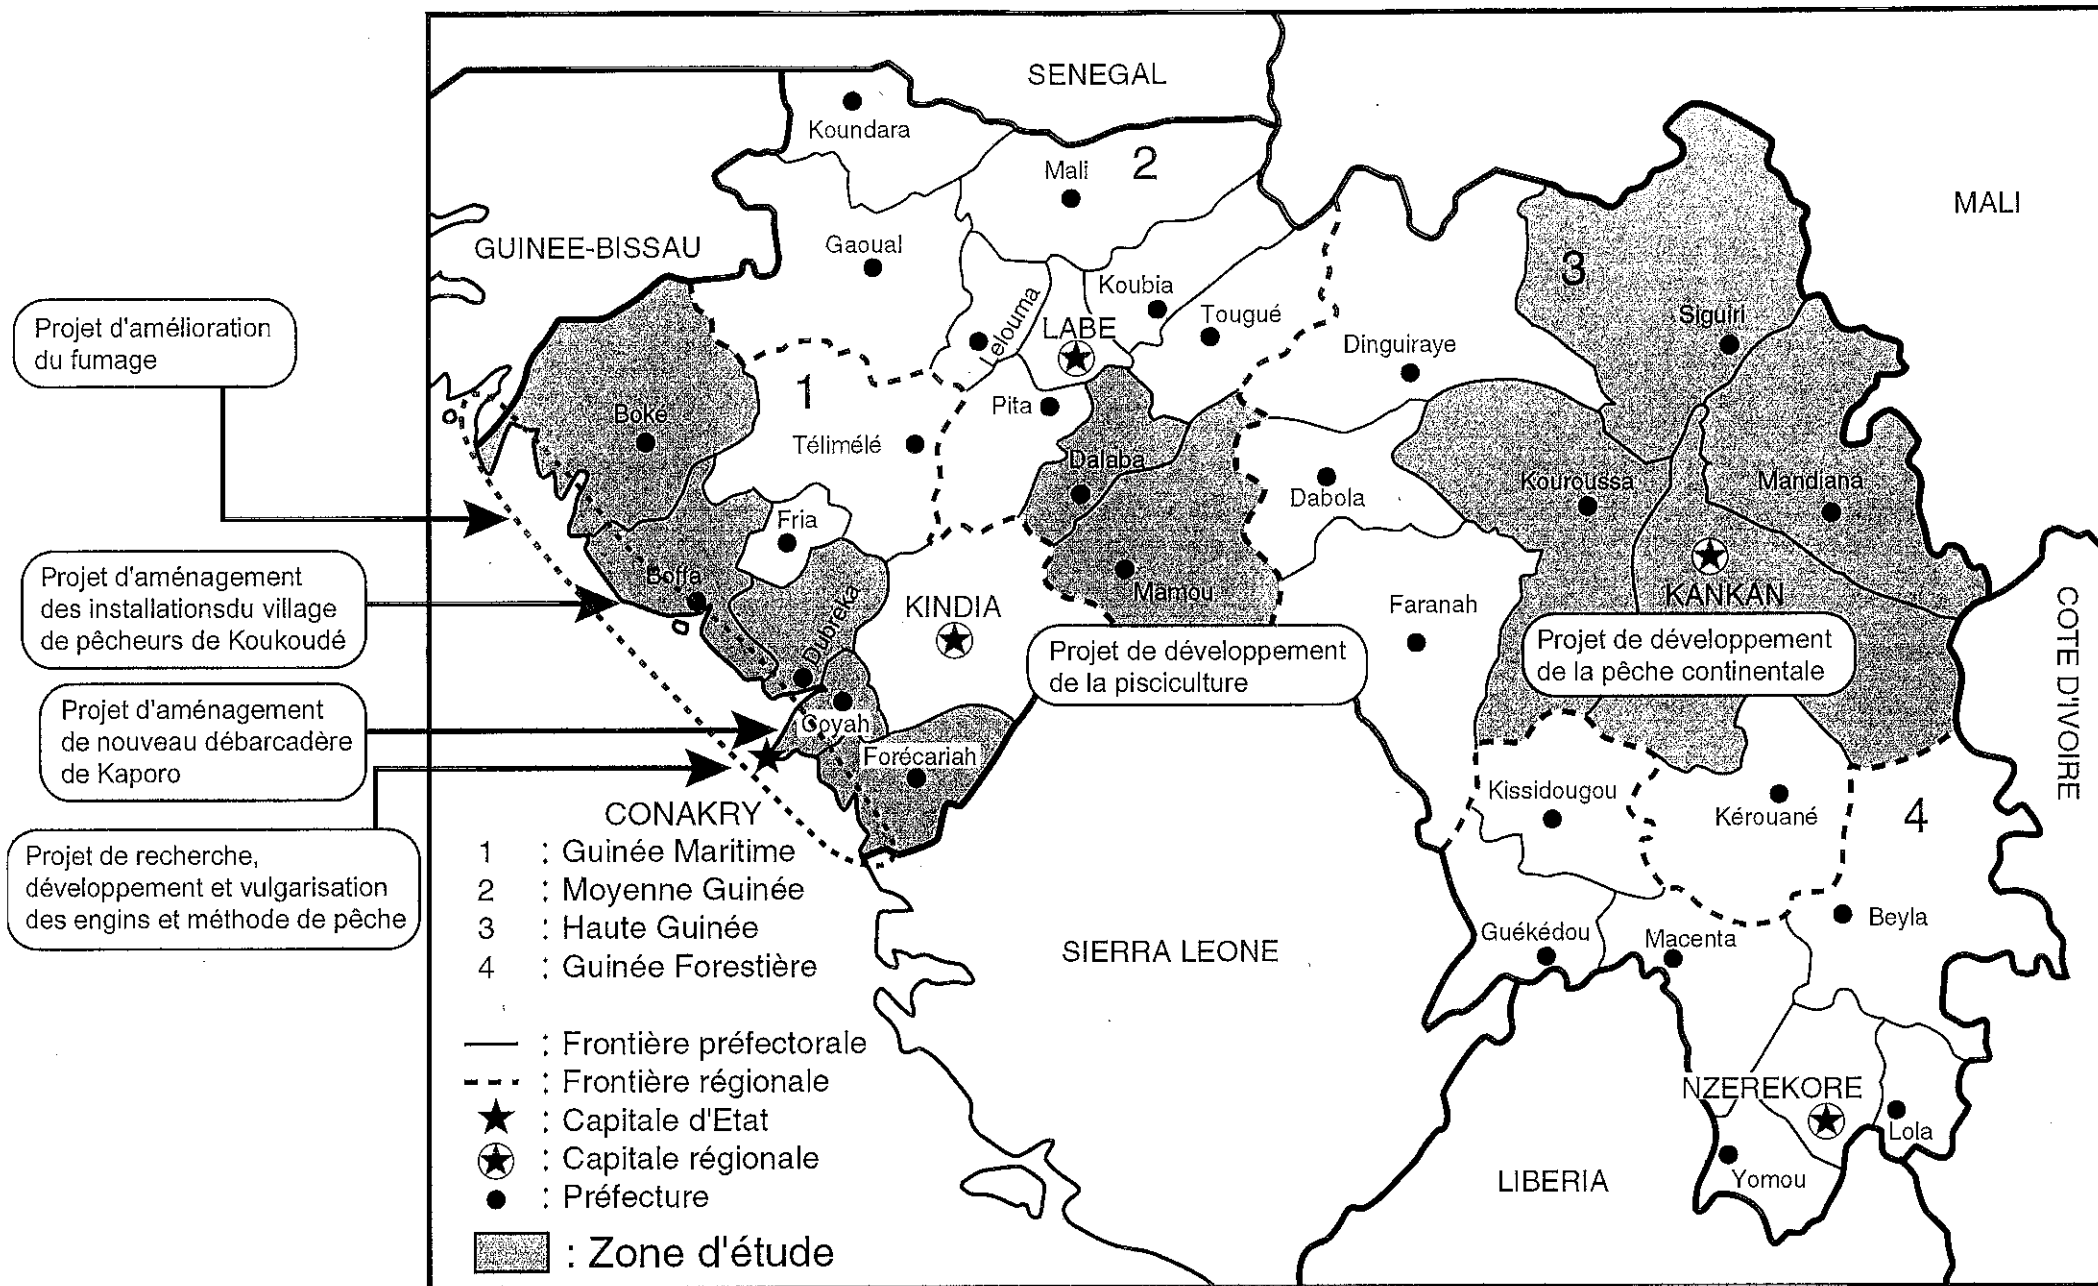 SENEGAL
Koundara
Mali
2
MALI
GUINEE-BISSAU
Gaoual
3
Koubia
Lelouma
LABE
Tougué
Siguiri
Dinguiraye
Projet d'amélioration
du fumage
1
Boké
Pita
Télimélé
Dalaba
Dabola
Kouroussa
Mandiana
Fria
Projet d'aménagement
des installationsdu village
de pêcheurs de Koukoudé
Boffa
Dubreka
KINDIA
Mamou
Faranah
KANKAN
COTE D'IVOIRE
Projet de développement
de la pisciculture
Projet de développement
de la pêche continentale
Projet d'aménagement
de nouveau débarcadère
de Kaporo
Coyah
Forécariah
CONAKRY
Kissidougou
Kérouané
4
Projet de recherche,
développement et vulgarisation
des engins et méthode de pêche
1 : Guinée Maritime
2 : Moyenne Guinée
3 : Haute Guinée
4 : Guinée Forestière
SIERRA LEONE
Guékédou
Macenta
Beyla
: Frontière préfectorale
: Frontière régionale
: Capitale d'Etat
: Capitale régionale
: Préfecture
: Zone d'étude
NZEREKORE
Lola
Yomou
LIBERIA